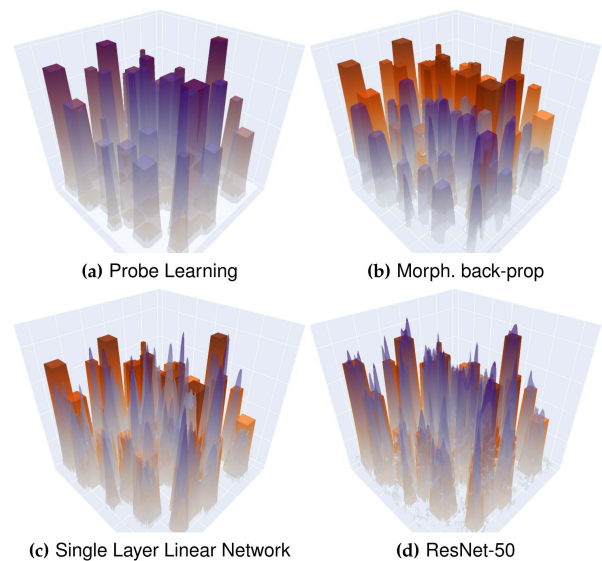 (a) Probe Learning
(b) Morph. back-prop
(c) Single Layer Linear Network
(d) ResNet-50